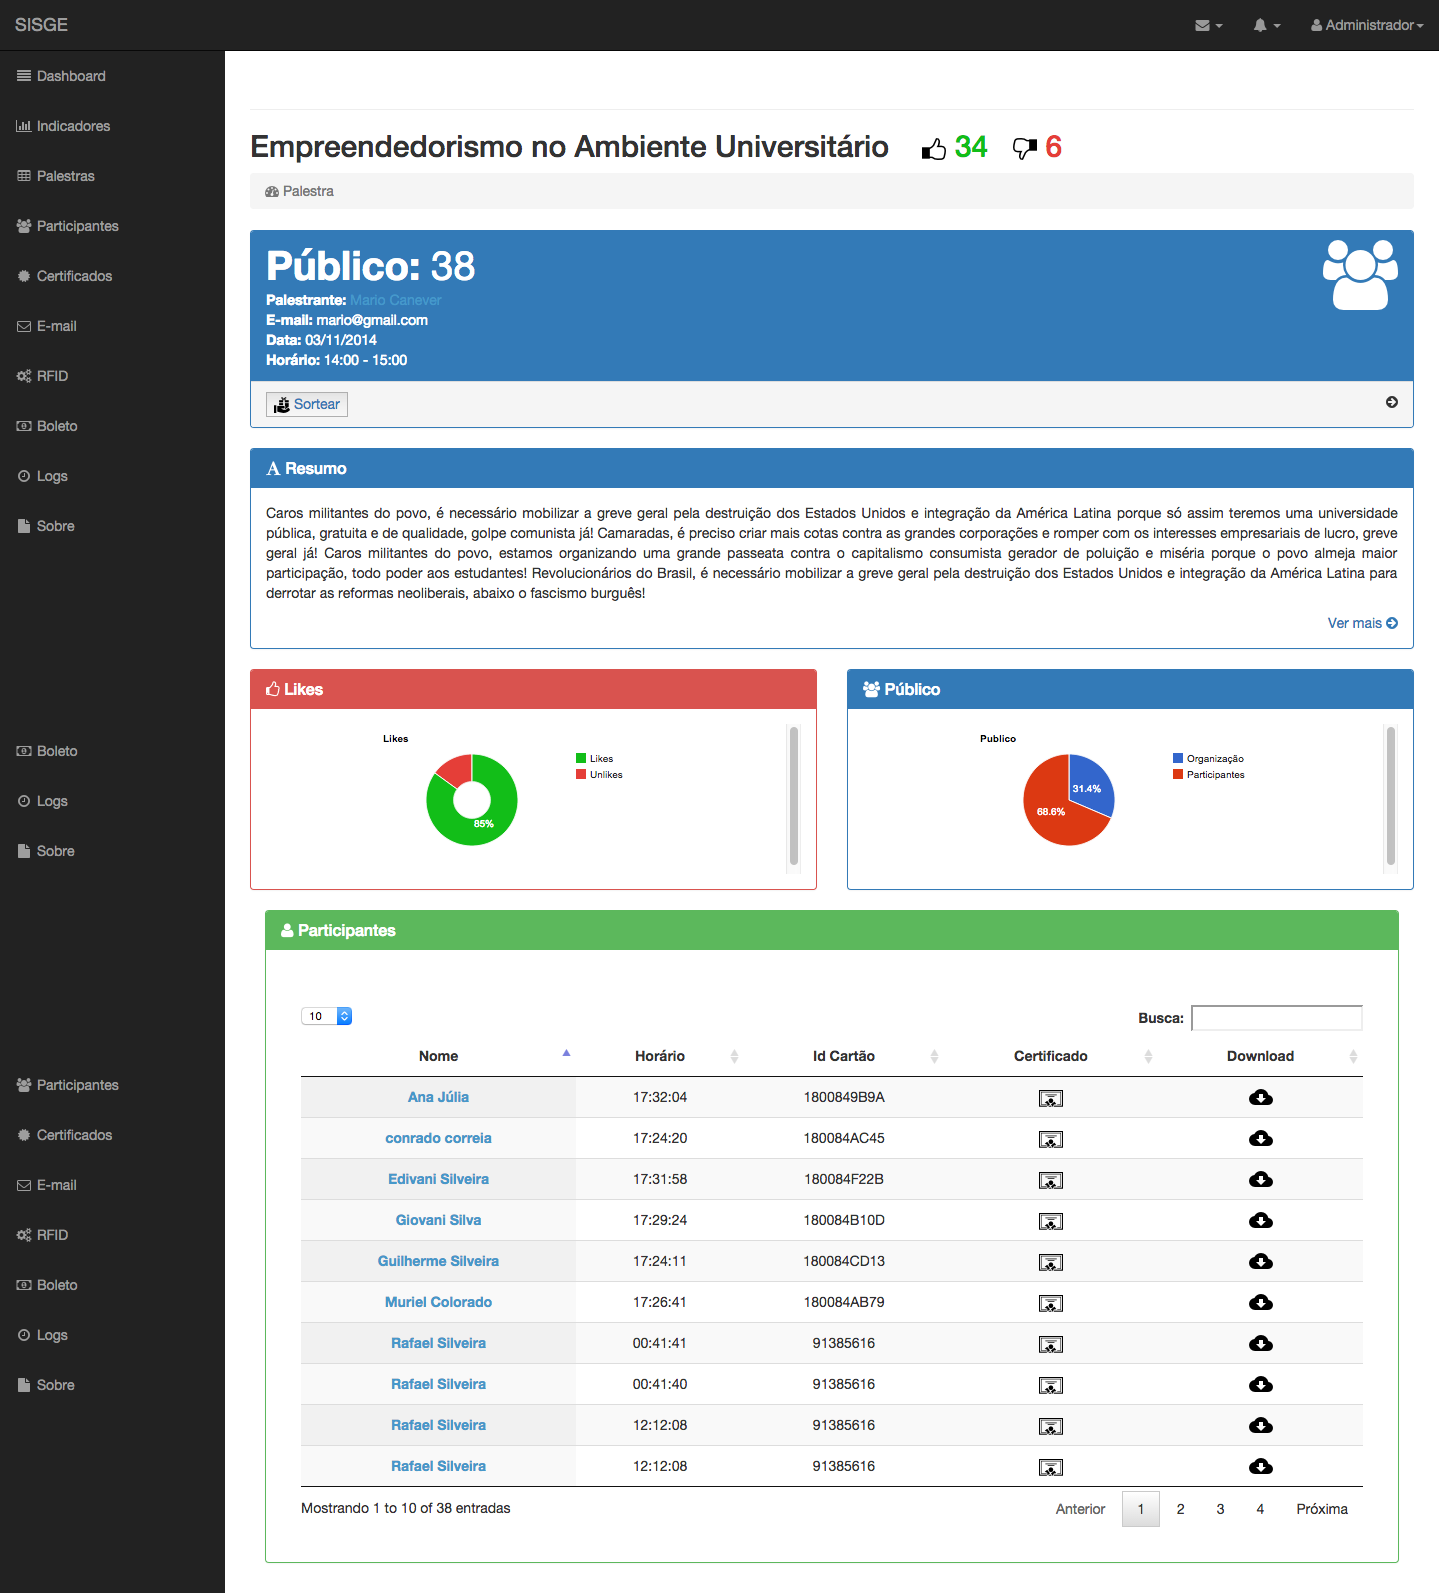 SISGE
Administrador
Dashboard
Indicadores
Palestras
Participantes
Certificados
E-mail
RFID
Boleto
Logs
Sobre
Boleto
Logs
Sobre
Participantes
Certificados
E-mail
RFID
Boleto
Logs
Sobre
Empreendedorismo no Ambiente Universitário 34 6
Palestra
Público: 38
Palestrante: Mario Canever
E-mail: mario@gmail.com
Data: 03/11/2014
Horário: 14:00 - 15:00
Sortear
Resumo
Caros militantes do povo, é necessário mobilizar a greve geral pela destruição dos Estados Unidos e integração da América Latina porque só assim teremos uma universidade
pública, gratuita e de qualidade, golpe comunista já! Camaradas, é preciso criar mais cotas contra as grandes corporações e romper com os interesses empresariais de lucro, greve
geral já! Caros militantes do povo, estamos organizando uma grande passeata contra o capitalismo consumista gerador de poluição e miséria porque o povo almeja maior
participação, todo poder aos estudantes! Revolucionários do Brasil, é necessário mobilizar a greve geral pela destruição dos Estados Unidos e integração da América Latina para
derrotar as reformas neoliberais, abaixo o fascismo burguês!
Ver mais
Likes
Likes
Likes
Unlikes
85%
Público
Publico
Organização
Participantes
31.4%
68.6%
Participantes
10
Busca:
Nome Horário Id Cartão Certificado Download
Ana Júlia 17:32:04 1800849B9A
conrado correia 17:24:20 180084AC45
Edivani Silveira 17:31:58 180084F22B
Giovani Silva 17:29:24 180084B10D
Guilherme Silveira 17:24:11 180084CD13
Muriel Colorado 17:26:41 180084AB79
Rafael Silveira 00:41:41 91385616
Rafael Silveira 00:41:40 91385616
Rafael Silveira 12:12:08 91385616
Rafael Silveira 12:12:08 91385616
Mostrando 1 to 10 of 38 entradas
Anterior 1 2 3 4 Próxima